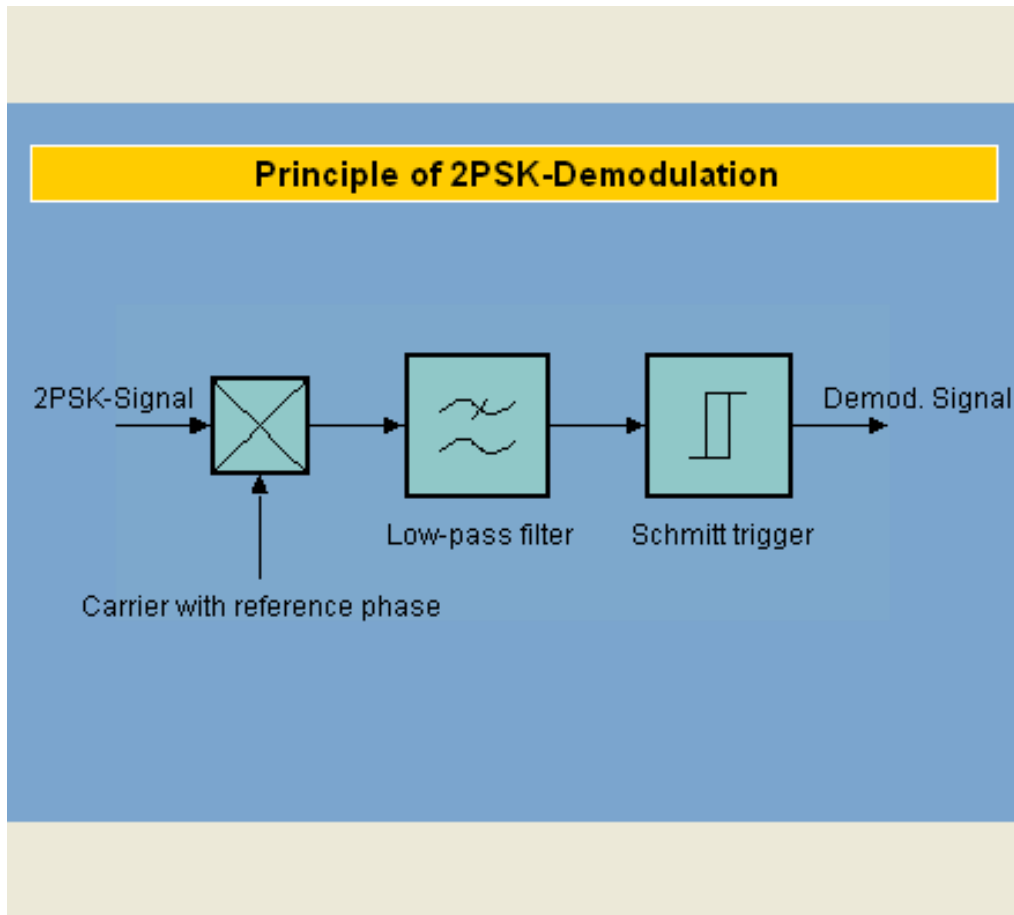 Principle of 2PSK-Demodulation
2PSK-Signal
Demod. Signal
Low-pass filter
Schmitt trigger
Carrier with reference phase